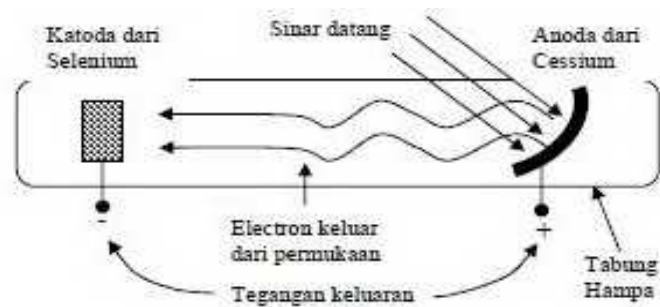 Katoda dari
Selenium
Sinar datang
Anoda dari
Cessium
-
+
Electron keluar
dari permukaan
Tegangan keluaran
Tabung
Hampa